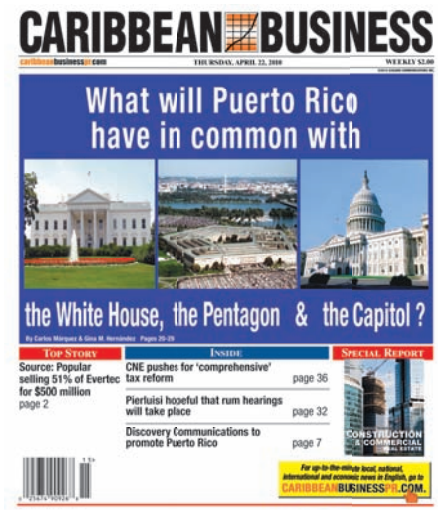 CARIBBEAN BUSINESS
caribbeanbusinesspr.com
THURSDAY, APRIL 22, 2010
WEEKLY $2.00
What will Puerto Rico
have in common with
the White House, the Pentagon & the Capitol ?
By Carlos Márquez & Gina M. Hernández Pages 20-29
TOP STORY
Source: Popular
selling 51% of Evertec
for $500 million
page 2
INSIDE
CNE pushes for 'comprehensive'
tax reform page 36
Pierluisi hopeful that rum hearings
will take place page 32
Discovery Communications to
promote Puerto Rico page 7
SPECIAL REPORT
CONSTRUCTION
& COMMERCIAL
REAL ESTATE
For up-to-the-minute local, national,
international and economic news in English, go to
CARIBBEANBUSINESSPR.COM.